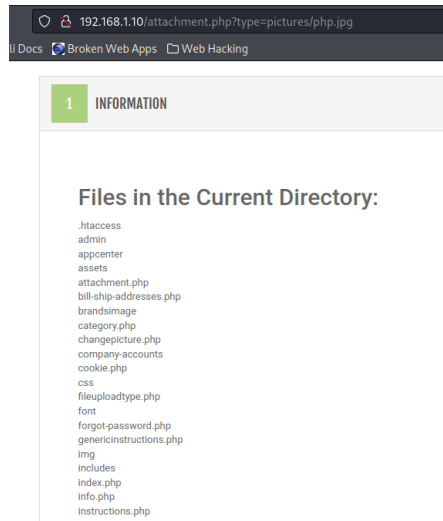 192.168.1.10/attachment.php?type=pictures/php.jpg
li Docs Broken Web Apps Web Hacking
1 INFORMATION
Files in the Current Directory:
.htaccess
admin
appcenter
assets
attachment.php
bill-ship-addresses.php
brandsimage
category.php
changepicture.php
company-accounts
cookie.php
css
fileuploadtype.php
font
forgot-password.php
genericinstructions.php
img
includes
index.php
info.php
instructions.php